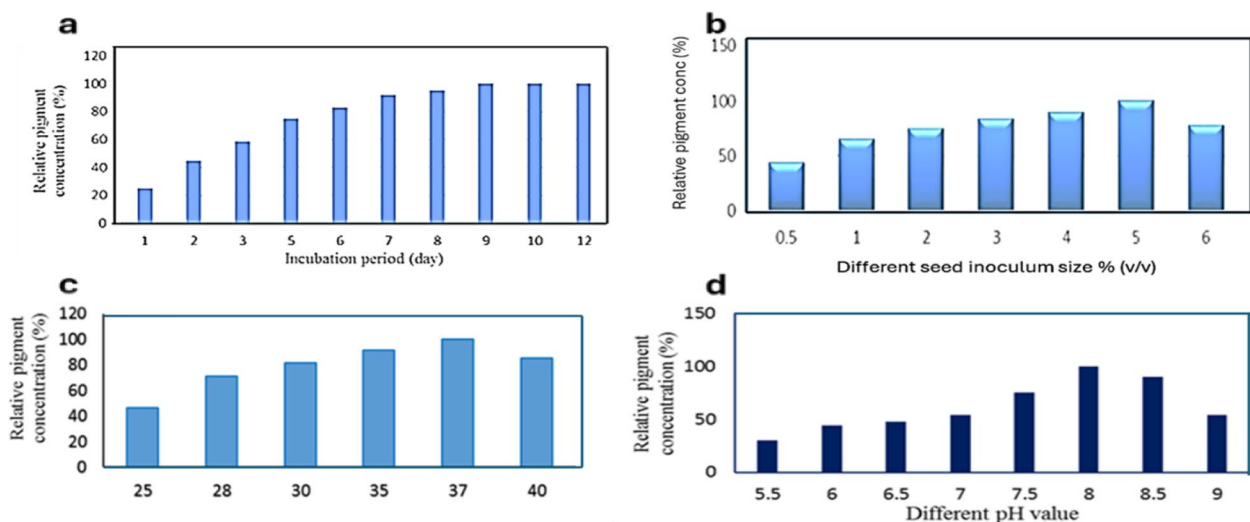 a
Relative pigment
concentration (%)
120
100
80
60
40
20
0
1 2 3 5 6 7 8 9 10 12
Incubation period (day)
b
Relative pigment conc (%)
150
100
50
0
0.5 1 2 3 4 5 6
Different seed inoculum size % (v/v)
c
Relative pigment
concentration (%)
120
100
80
60
40
20
0
25 28 30 35 37 40
d
Relative pigment
concentration (%)
150
100
50
0
5.5 6 6.5 7 7.5 8 8.5 9
Different pH value